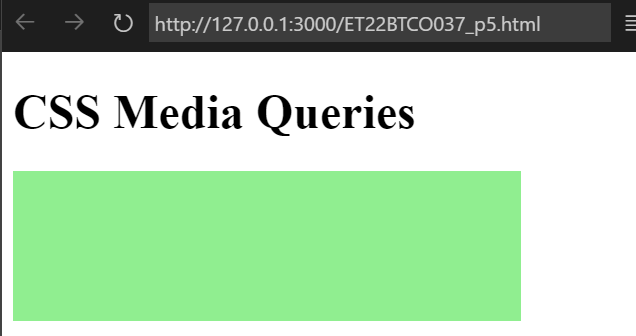 http://127.0.0.1:3000/ET22BTCO037_p5.html
CSS Media Queries